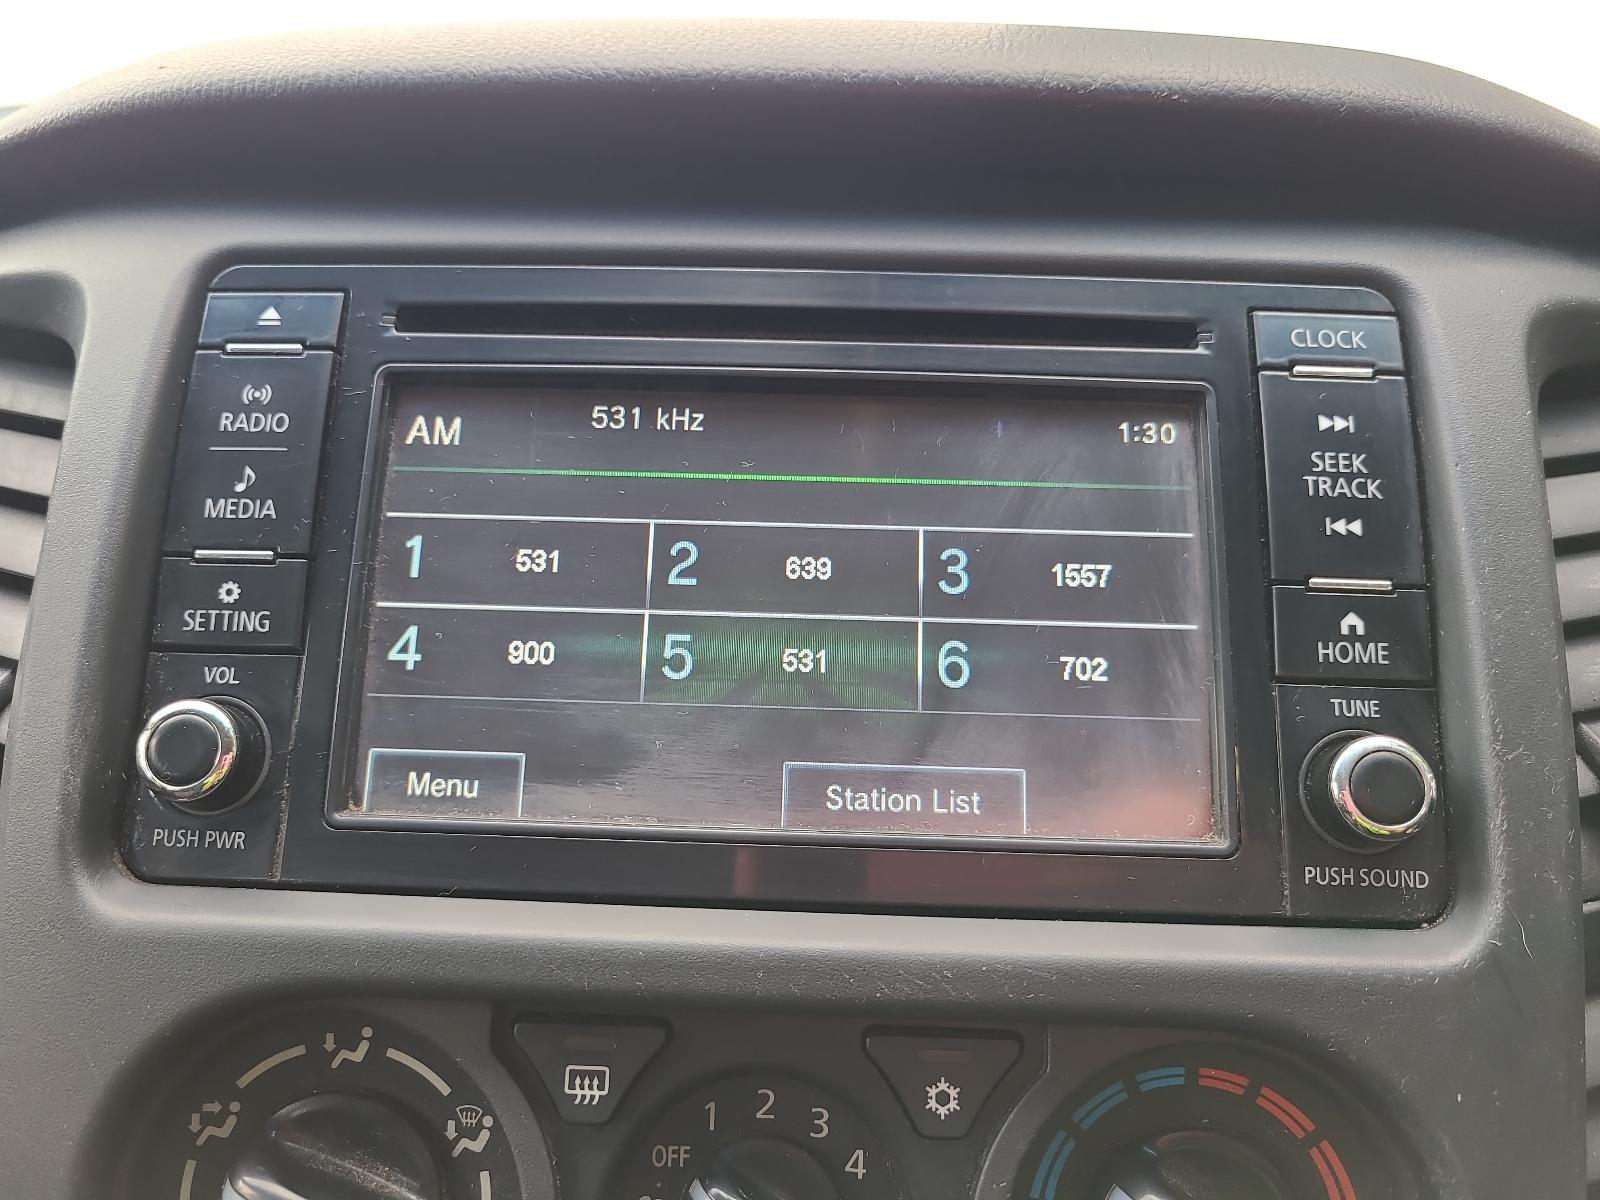 CLOCK
RADIO
MEDIA
SETTING
VOL
PUSH PWR
AM 531 kHz 1:30
1 531 2 639 3 1557
4 900 5 531 6 702
Menu Station List
SEEK
TRACK
HOME
TUNE
PUSH SOUND
OFF 1 2 3 4